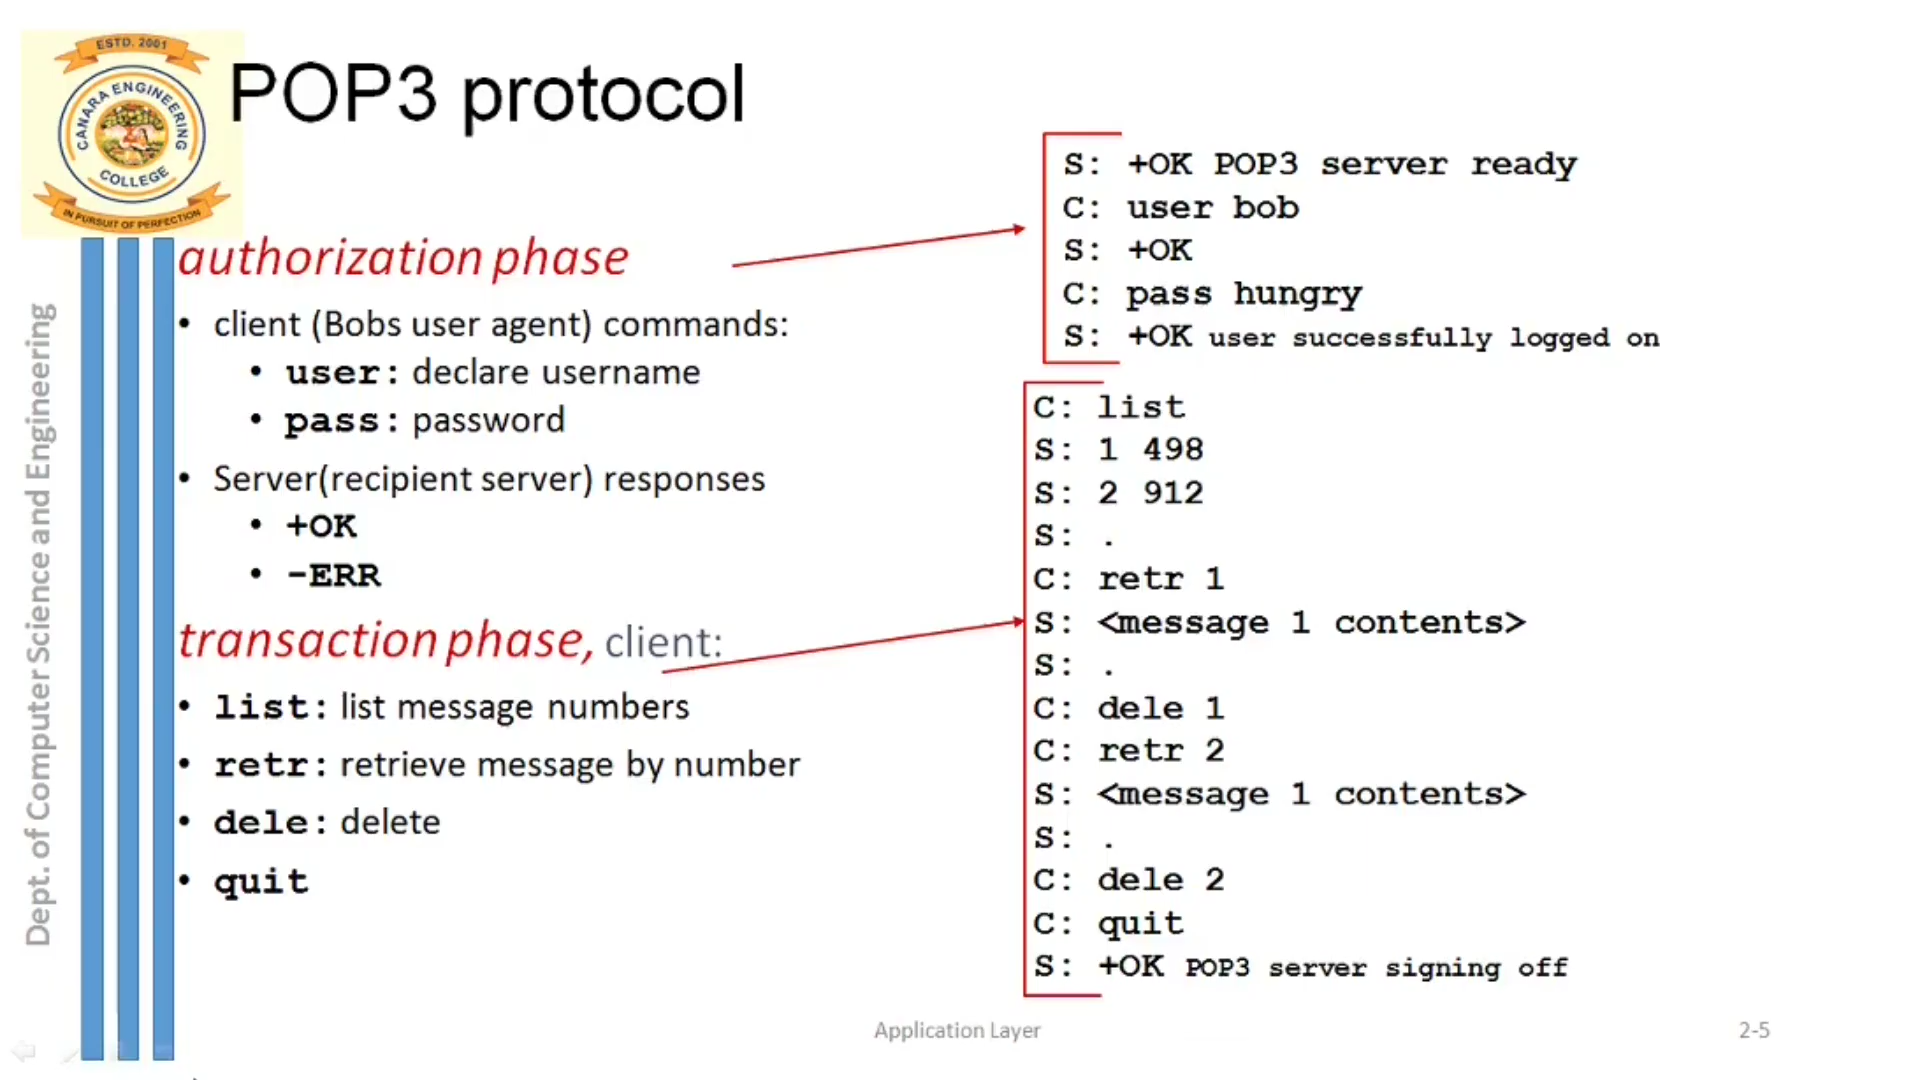 ESTD. 2001
CANARA ENGINEERING
COLLEGE
IN PURSUIT OF PERFECTION
POP3 protocol
Dept. of Computer Science and Engineering
authorization phase
• client (Bobs user agent) commands:
• user: declare username
• pass: password
• Server(recipient server) responses
• +OK
• -ERR
transaction phase, client:
• list: list message numbers
• retr: retrieve message by number
• dele: delete
• quit
S: +OK POP3 server ready
C: user bob
S: +OK
C: pass hungry
S: +OK user successfully logged on
C: list
S: 1 498
S: 2 912
S: .
C: retr 1
S: <message 1 contents>
S: .
C: dele 1
C: retr 2
S: <message 1 contents>
S: .
C: dele 2
C: quit
S: +OK POP3 server signing off
Application Layer
2-5